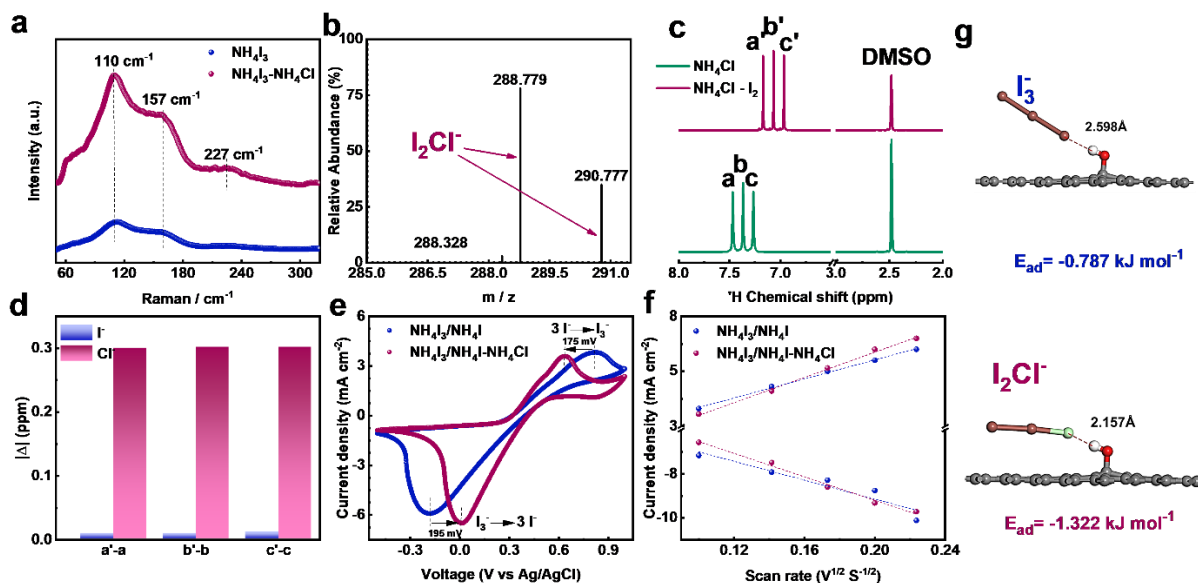 a
NH₄I₃
NH₄I₃-NH₄Cl
110 cm⁻¹
157 cm⁻¹
227 cm⁻¹
Intensity (a.u.)
60 120 180 240 300
Raman / cm⁻¹
b
100
75
50
25
0
Relative Abundance (%)
288.779
I₂Cl⁻
290.777
288.328
285.0 286.5 288.0 289.5 291.0
m / z
c
NH₄Cl
NH₄Cl - I₂
a' b' c'
DMSO
a b c
8.0 7.5 7.0 3.0 2.5 2.0
¹H Chemical shift (ppm)
d
I⁻
Cl⁻
0.3
0.2
0.1
0.0
|Δ| (ppm)
a'-a b'-b c'-c
e
NH₄I₃/NH₄I
NH₄I₃/NH₄I-NH₄Cl
3 I⁻ I₃⁻
175 mV
6
3
0
-3
-6
Current density (mA cm⁻²)
195 mV
I₃⁻ 3 I⁻
-0.3 0.0 0.3 0.6 0.9
Voltage (V vs Ag/AgCl)
f
NH₄I₃/NH₄I
NH₄I₃/NH₄I-NH₄Cl
5
3
-8
-10
Current density (mA cm⁻²)
0.12 0.16 0.20 0.24
Scan rate (V¹ᐟ² S⁻¹ᐟ²)
g
I₃⁻
2.598Å
E_ad= -0.787 kJ mol⁻¹
I₂Cl⁻
2.157Å
E_ad= -1.322 kJ mol⁻¹